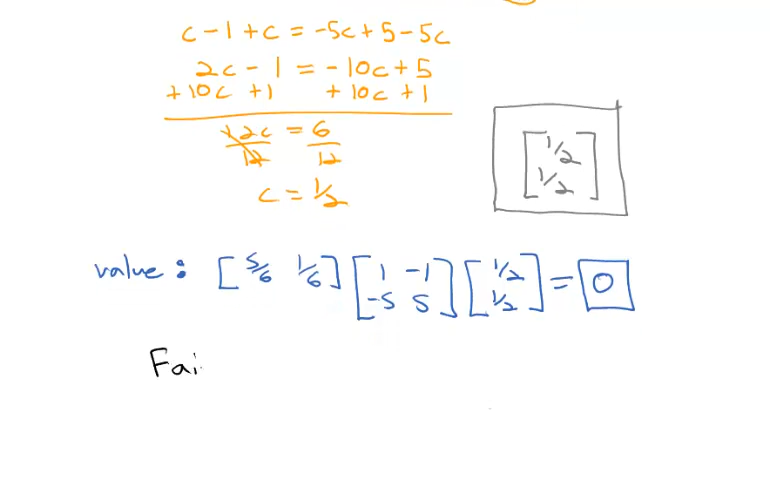 c - 1 + c = -5c + 5 - 5c
2c - 1 = -10c + 5
+10c +1 +10c +1
12c = 6
12 12
c = 1/2
[1/2
1/2]
value: [5/6 1/6] [1 -1 [1/2
-5 5] 1/2] = 0
Fai